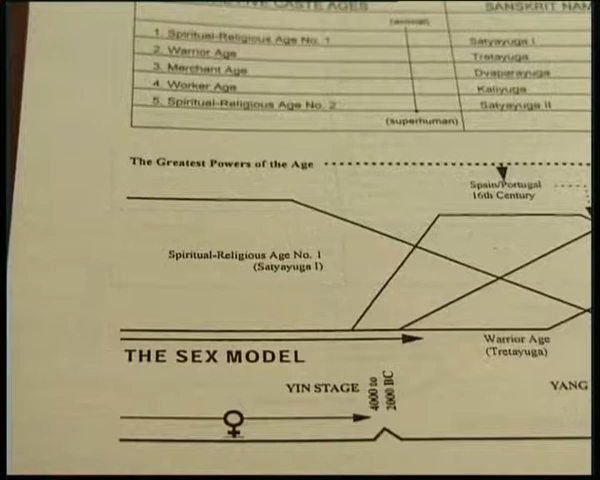 CASTE AGES
SANSKRIT NAM
(animal)
1. Spiritual-Religious Age No. 1
Satyayuga I
2. Warrior Age
Tretayuga
3. Merchant Age
Dvaparayuga
4. Worker Age
Kaliyuga
5. Spiritual-Religious Age No. 2
Satyayuga II
(superhuman)
The Greatest Powers of the Age
Spain/Portugal
16th Century
Spiritual-Religious Age No. 1
(Satyayuga I)
Warrior Age
(Tretayuga)
THE SEX MODEL
YIN STAGE
4000 to
2000 BC
YANG